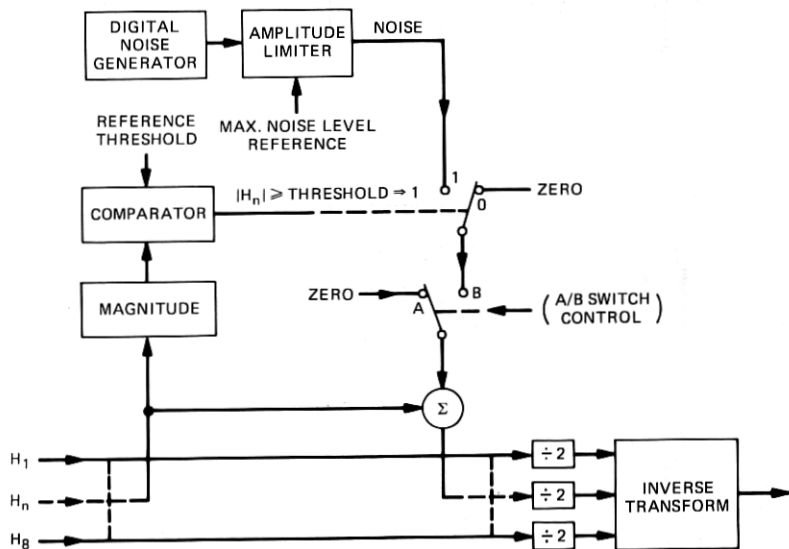 DIGITAL
NOISE
GENERATOR
AMPLITUDE
LIMITER
NOISE
REFERENCE
THRESHOLD
MAX. NOISE LEVEL
REFERENCE
COMPARATOR
|Hn| ⩾ THRESHOLD ⇒ 1
1
0
ZERO
MAGNITUDE
ZERO
A
B
(A/B SWITCH
CONTROL)
Σ
H1
÷2
Hn
÷2
INVERSE
TRANSFORM
H8
÷2